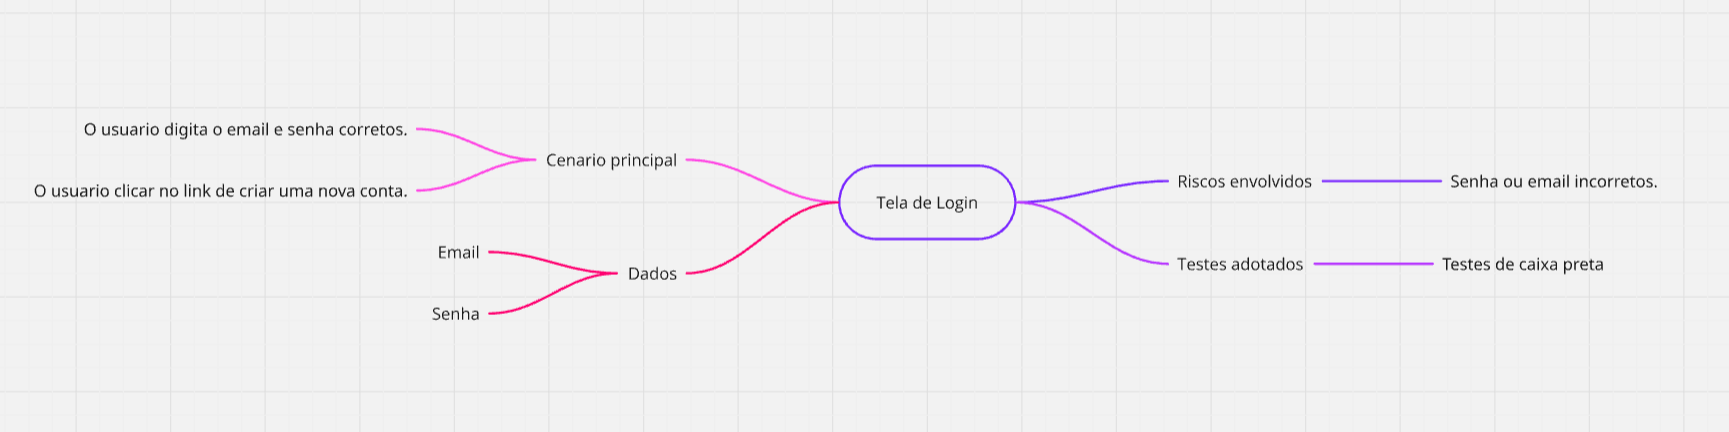 O usuario digita o email e senha corretos.
O usuario clicar no link de criar uma nova conta.
Cenario principal
Email
Senha
Dados
Tela de Login
Riscos envolvidos
Senha ou email incorretos.
Testes adotados
Testes de caixa preta